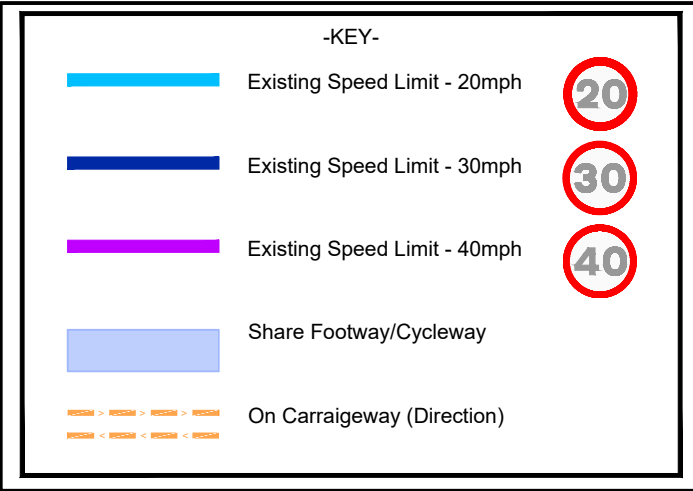 -KEY-
Existing Speed Limit - 20mph
20
Existing Speed Limit - 30mph
30
Existing Speed Limit - 40mph
40
Share Footway/Cycleway
On Carraigeway (Direction)